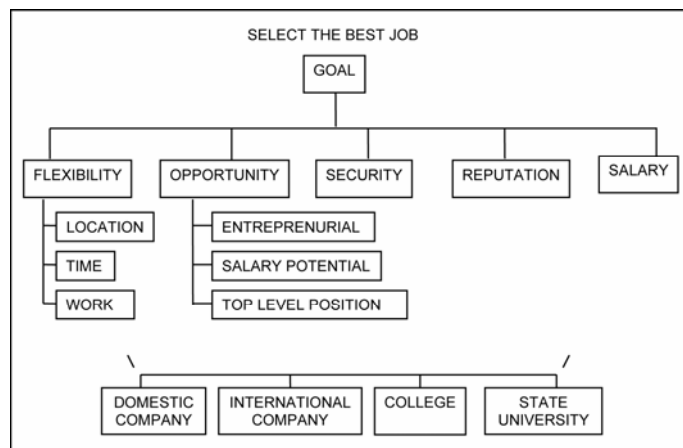 SELECT THE BEST JOB
GOAL
FLEXIBILITY
OPPORTUNITY
SECURITY
REPUTATION
SALARY
LOCATION
TIME
WORK
ENTREPRENURIAL
SALARY POTENTIAL
TOP LEVEL POSITION
DOMESTIC
COMPANY
INTERNATIONAL
COMPANY
COLLEGE
STATE
UNIVERSITY